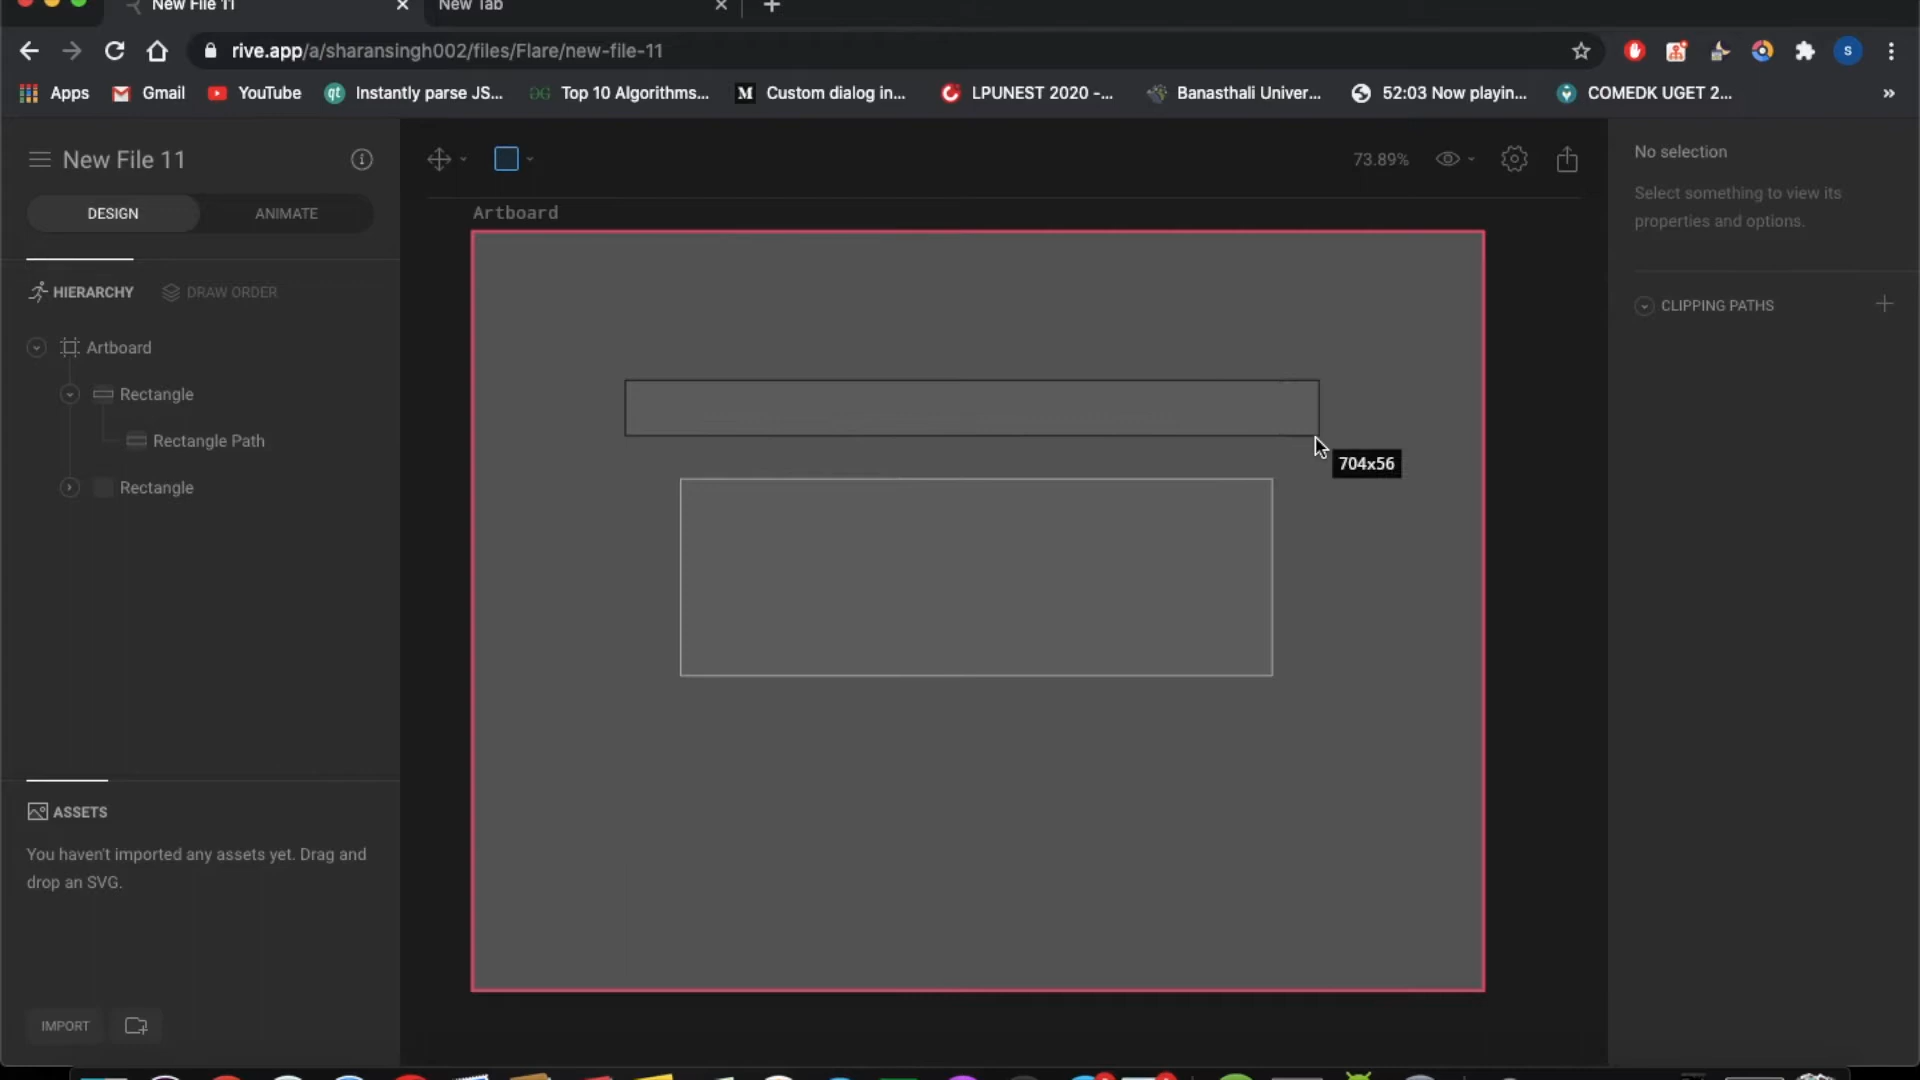 New File 11
New Tab
rive.app/a/sharansingh002/files/Flare/new-file-11
S
Apps
Gmail
YouTube
qt Instantly parse JS...
GG Top 10 Algorithms...
M Custom dialog in...
LPUNEST 2020 -...
Banasthali Univer...
52:03 Now playin...
COMEDK UGET 2...
»
New File 11
73.89%
No selection
Select something to view its
properties and options.
DESIGN
ANIMATE
Artboard
HIERARCHY
DRAW ORDER
CLIPPING PATHS
Artboard
Rectangle
Rectangle Path
704x56
Rectangle
ASSETS
You haven't imported any assets yet. Drag and
drop an SVG.
IMPORT